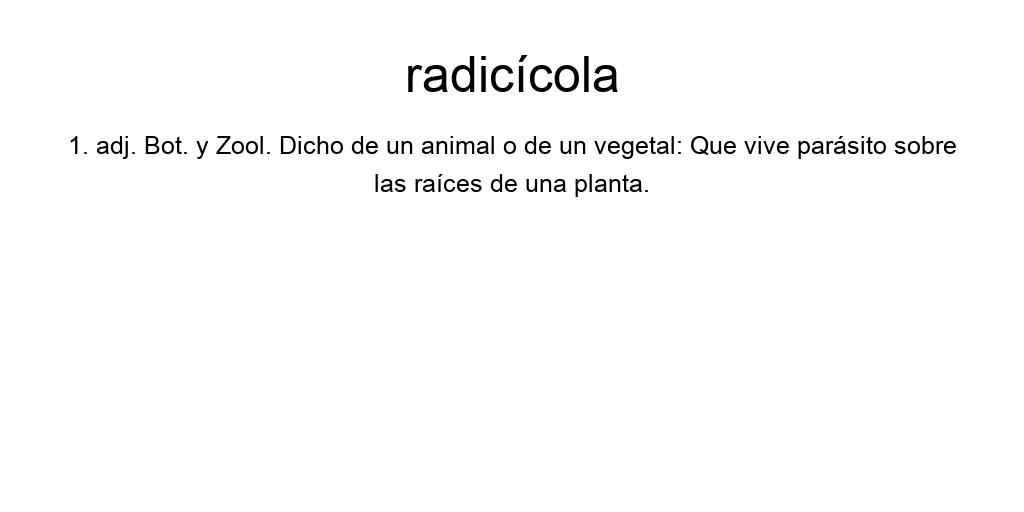 radicícola
1. adj. Bot. y Zool. Dicho de un animal o de un vegetal: Que vive parásito sobre
las raíces de una planta.